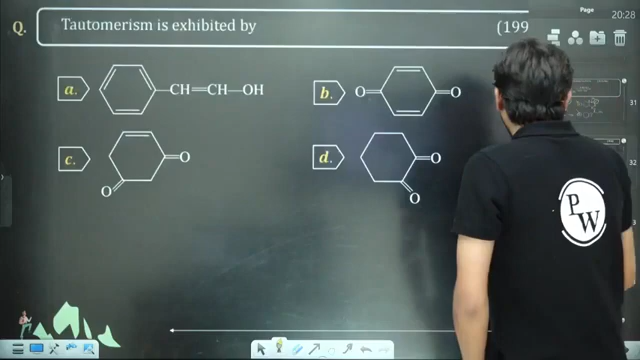 Page
20:28
Q. Tautomerism is exhibited by (199
a. CH=CH—OH
b. O= =O
31
c. =O
O
d. =O
O
32
P
W